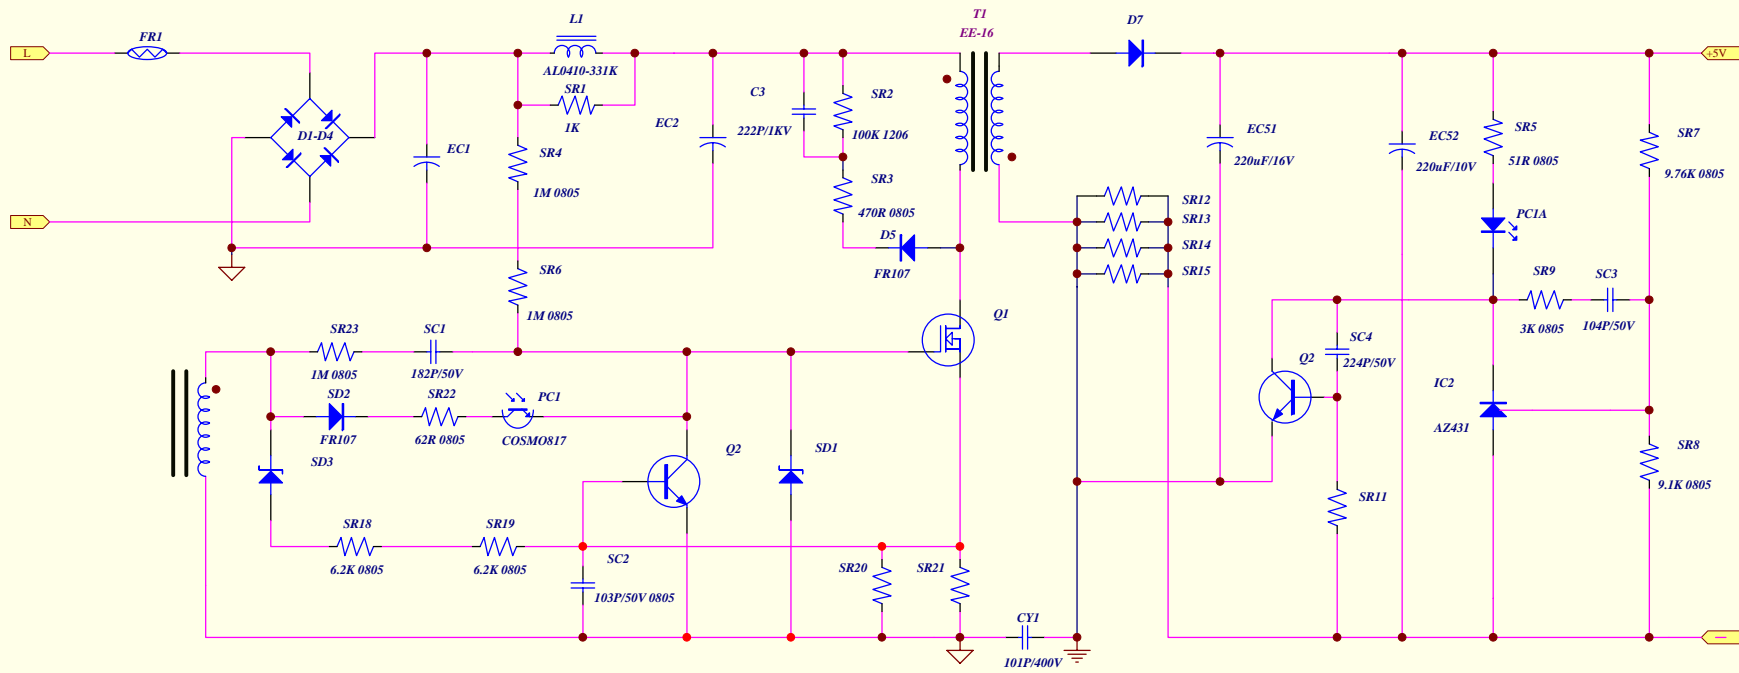 T1
EE-16
L1
D7
FR1
L
+5V
AL0410-331K
SR1
1K
C3
222P/1KV
SR2
100K 1206
D1-D4
EC1
EC2
EC51
220uF/16V
EC52
220uF/10V
SR5
51R 0805
SR7
9.76K 0805
SR4
1M 0805
SR3
470R 0805
N
SR12
SR13
SR14
SR15
PC1A
D5
FR107
SR6
1M 0805
SR9
3K 0805
SC3
104P/50V
Q1
SR23
1M 0805
SC1
182P/50V
SC4
224P/50V
Q2
SD2
FR107
SR22
62R 0805
PC1
COSMO817
IC2
AZ431
SD3
Q2
SD1
SR8
9.1K 0805
SR11
SR18
6.2K 0805
SR19
6.2K 0805
SC2
103P/50V 0805
SR20
SR21
CY1
101P/400V
—